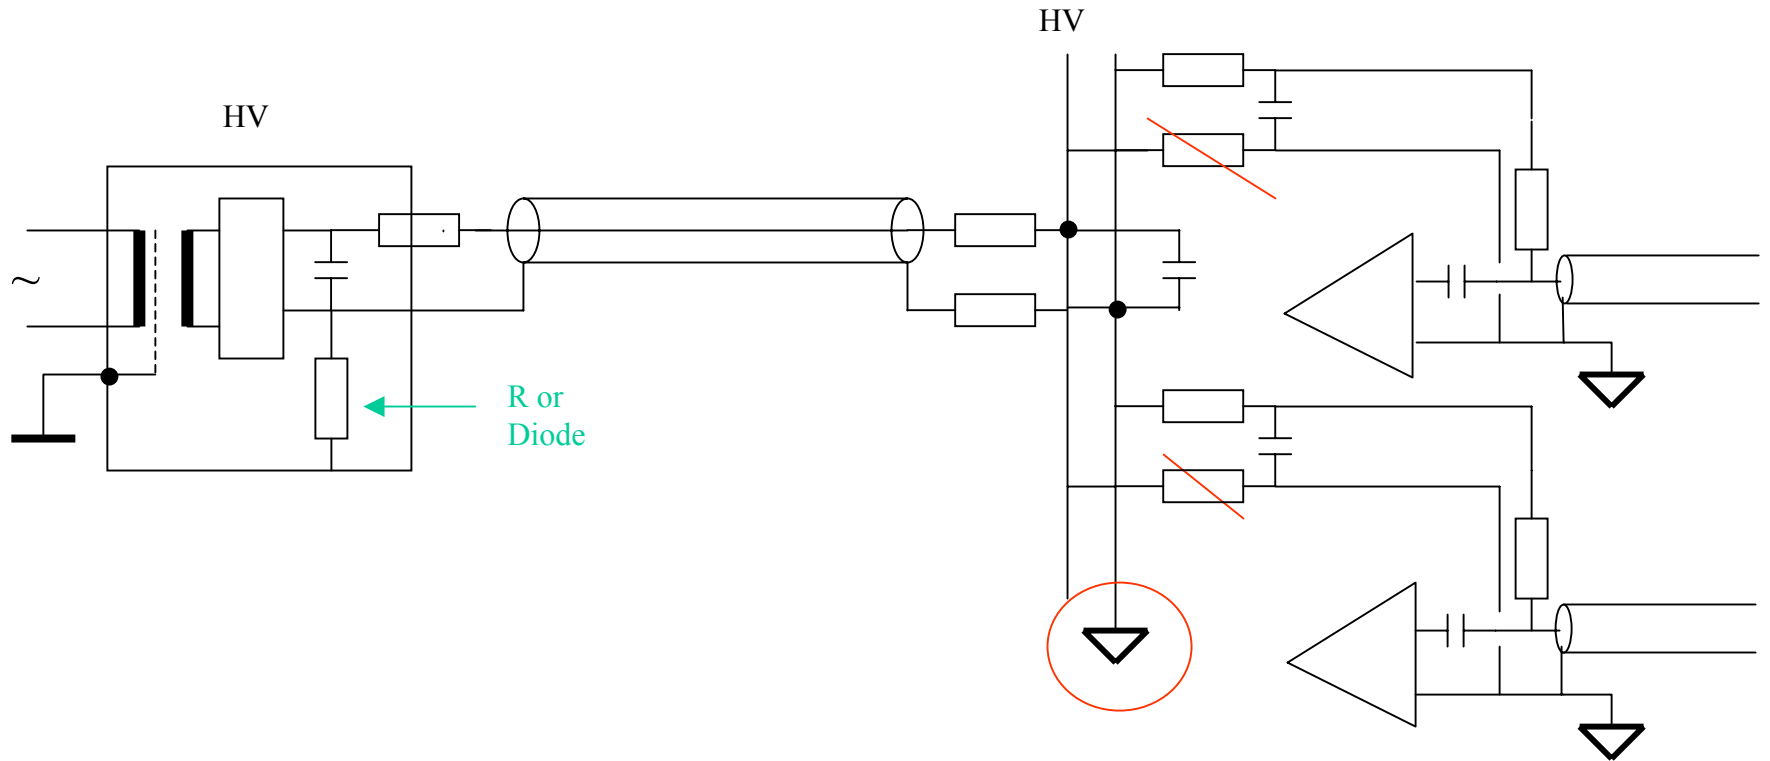 HV
HV
~
R or
Diode